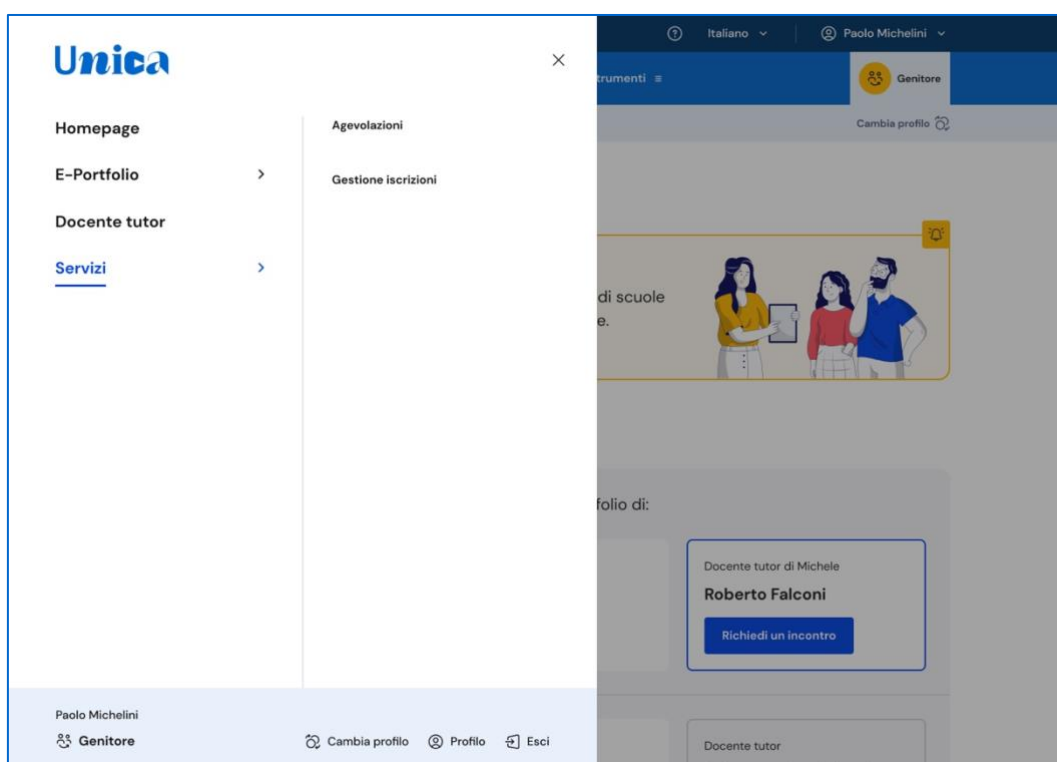 Unica
Homepage
E-Portfolio
Docente tutor
Servizi
Agevolazioni
Gestione iscrizioni
Paolo Michelini
Genitore
Cambia profilo
Profilo
Esci
Italiano
Paolo Michelini
trumenti
Genitore
Cambia profilo
di scuole
e.
folio di:
Docente tutor di Michele
Roberto Falconi
Richiedi un incontro
Docente tutor